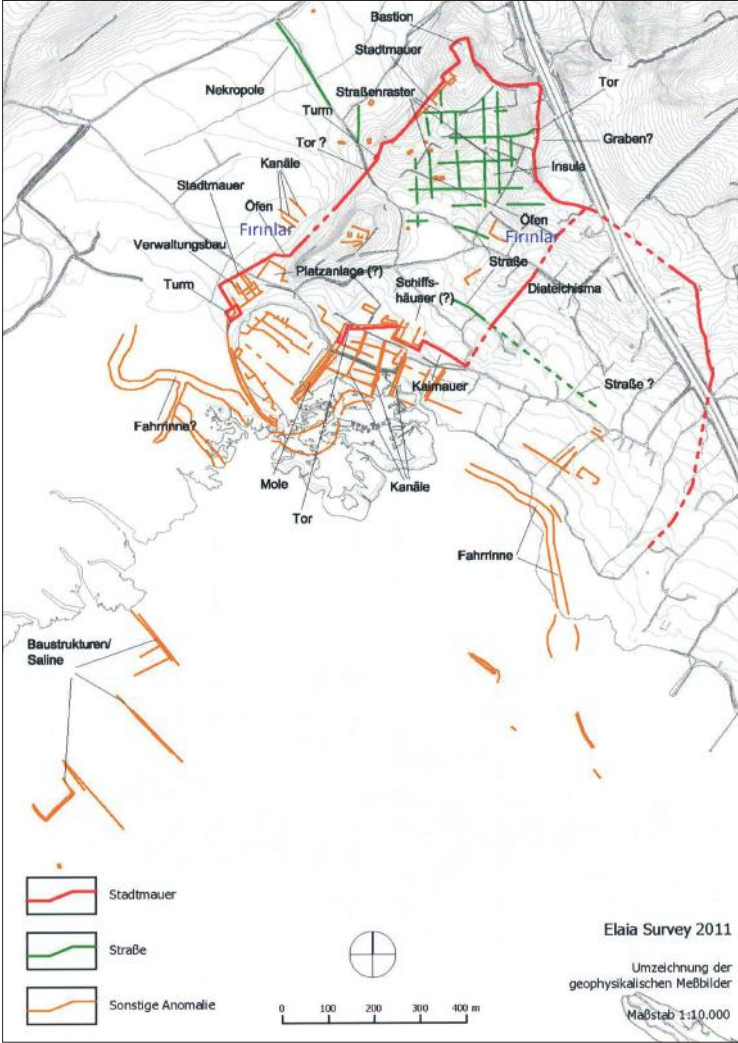 Bastion
Stadtmauer
Straßenraster
Nekropole
Turm
Tor
Tor ?
Graben?
Kanäle
Insula
Stadtmauer
Öfen
Fırınlar
Öfen
Fırınlar
Verwaltungsbau
Platzanlage (?)
Straße
Turm
Schiffs-
häuser (?)
Diateichisma
Kaimauer
Straße ?
Fahrrinne?
Mole
Kanäle
Tor
Fahrrinne
Baustrukturen/
Saline
Stadtmauer
Straße
Sonstige Anomalie
0 100 200 300 400 m
Elaia Survey 2011
Umzeichnung der
geophysikalischen Meßbilder
Maßstab 1:10.000